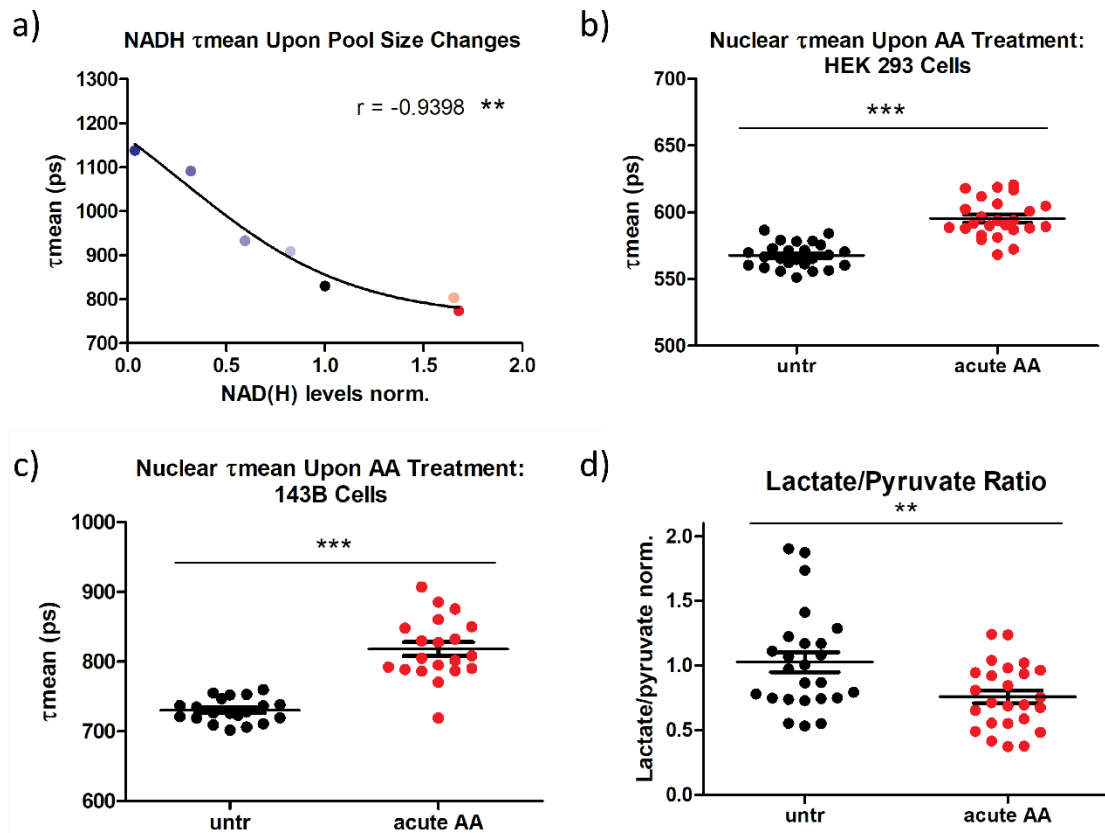 a)
NADH τmean Upon Pool Size Changes
r = -0.9398 **
τmean (ps)
1300
1200
1100
1000
900
800
700
0.0 0.5 1.0 1.5 2.0
NAD(H) levels norm.
b)
Nuclear τmean Upon AA Treatment:
HEK 293 Cells
***
τmean (ps)
700
650
600
550
500
untr acute AA
c)
Nuclear τmean Upon AA Treatment:
143B Cells
***
τmean (ps)
1000
900
800
700
600
untr acute AA
d)
Lactate/Pyruvate Ratio
**
Lactate/pyruvate norm.
2.0
1.5
1.0
0.5
0.0
untr acute AA